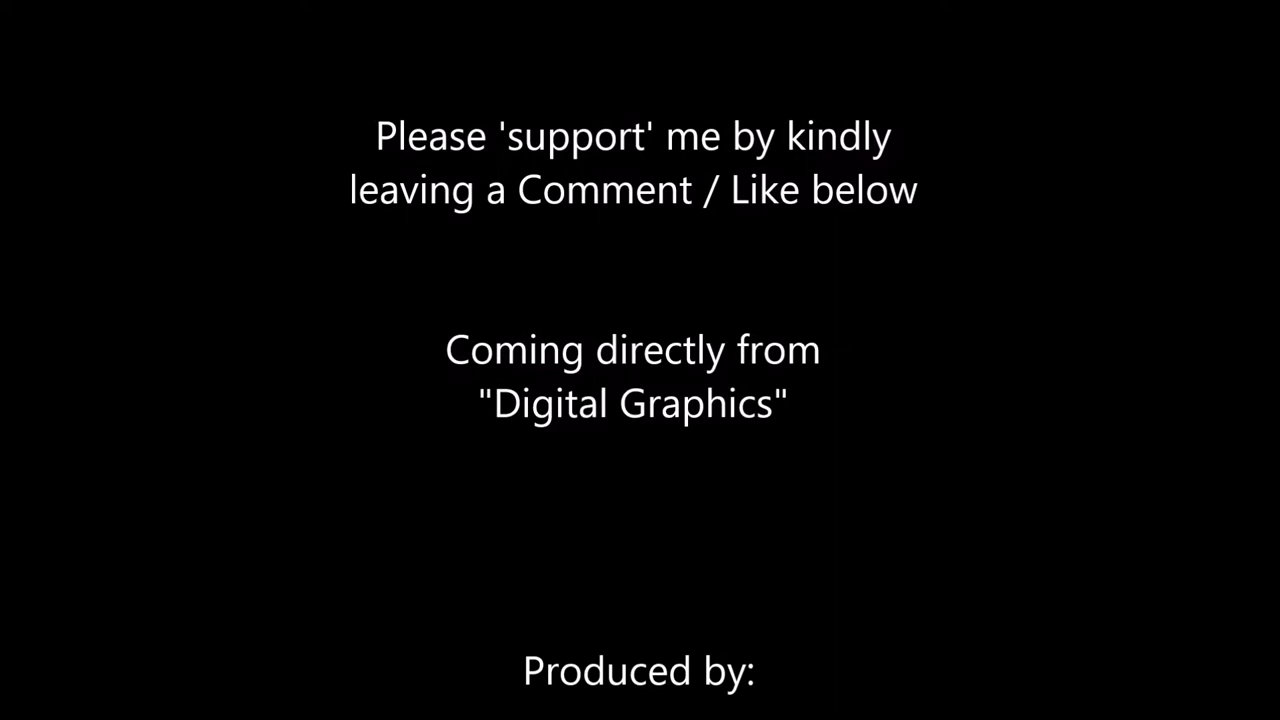 Please 'support' me by kindly
leaving a Comment / Like below
Coming directly from
"Digital Graphics"
Produced by: